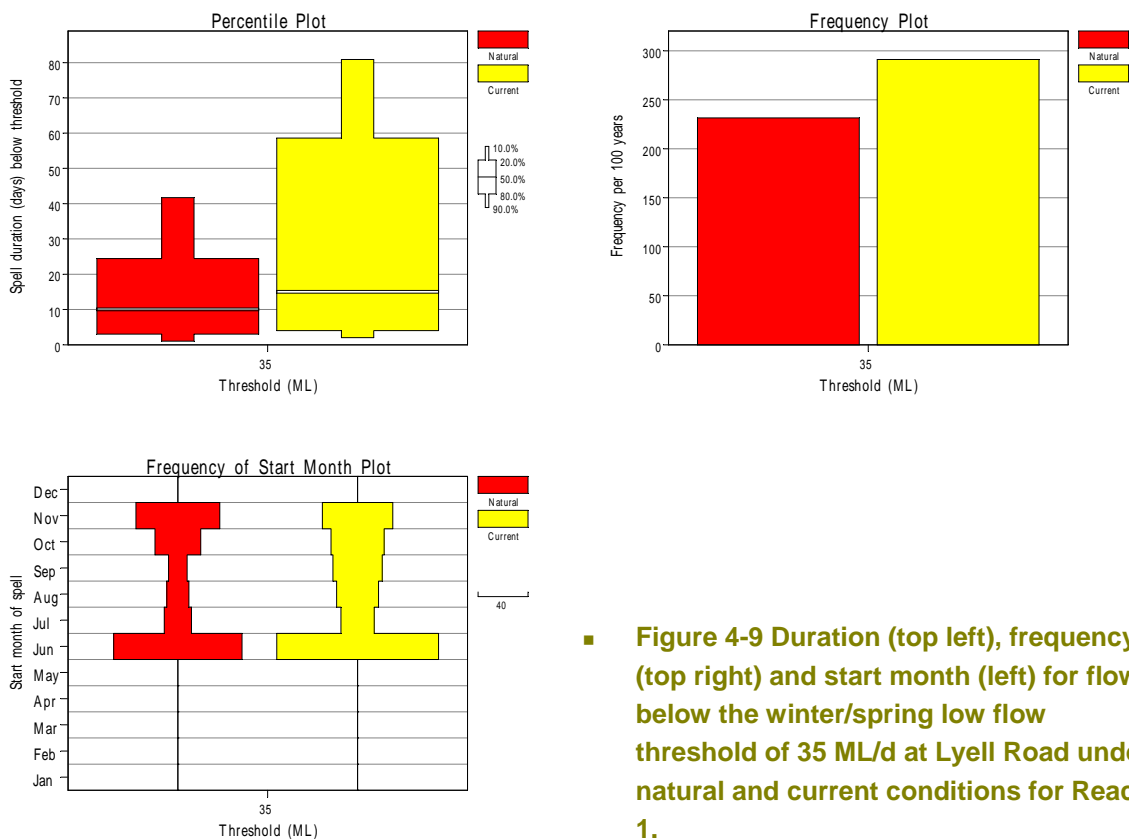 Percentile Plot
Spell duration (days) below threshold
80
70
60
50
40
30
20
10
0
35
Threshold (ML)
Natural
Current
10.0%
20.0%
50.0%
80.0%
90.0%
Frequency Plot
Frequency per 100 years
300
250
200
150
100
50
0
35
Threshold (ML)
Natural
Current
Frequency of Start Month Plot
Start month of spell
Dec
Nov
Oct
Sep
Aug
Jul
Jun
May
Apr
Mar
Feb
Jan
35
Threshold (ML)
Natural
Current
40
▪ Figure 4-9 Duration (top left), frequency
(top right) and start month (left) for flow
below the winter/spring low flow
threshold of 35 ML/d at Lyell Road unde
natural and current conditions for Reac
1.